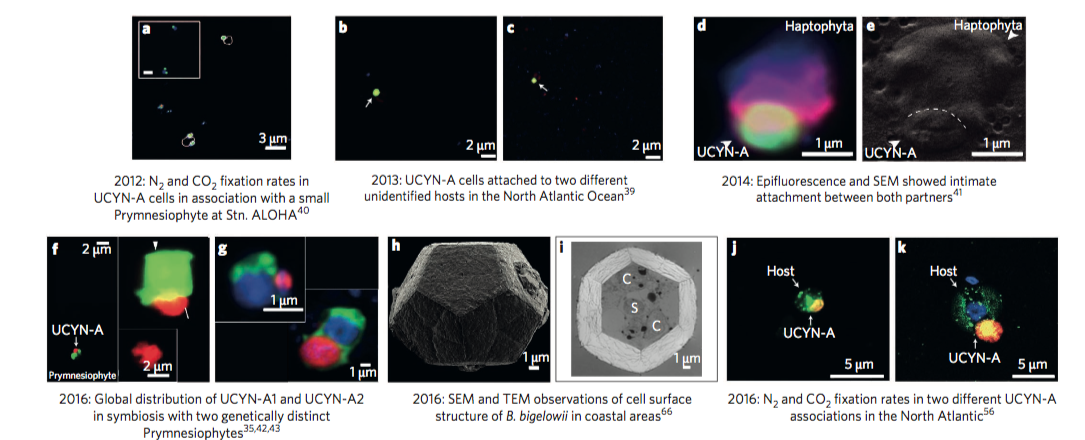 a
3 µm
b
2 µm
c
2 µm
d
Haptophyta
UCYN-A
1 µm
e
Haptophyta
UCYN-A
1 µm
2012: N₂ and CO₂ fixation rates in
UCYN-A cells in association with a small
Prymnesiophyte at Stn. ALOHA⁴⁰
2013: UCYN-A cells attached to two different
unidentified hosts in the North Atlantic Ocean³⁹
2014: Epifluorescence and SEM showed intimate
attachment between both partners⁴¹
f 2 µm
UCYN-A
Prymnesiophyte
2 µm
g
1 µm
1 µm
h
1 µm
i
C
S
C
1 µm
j
Host
UCYN-A
5 µm
k
Host
UCYN-A
5 µm
2016: Global distribution of UCYN-A1 and UCYN-A2
in symbiosis with two genetically distinct
Prymnesiophytes³⁵,⁴²,⁴³
2016: SEM and TEM observations of cell surface
structure of B. bigelowii in coastal areas⁶⁶
2016: N₂ and CO₂ fixation rates in two different UCYN-A
associations in the North Atlantic⁵⁶